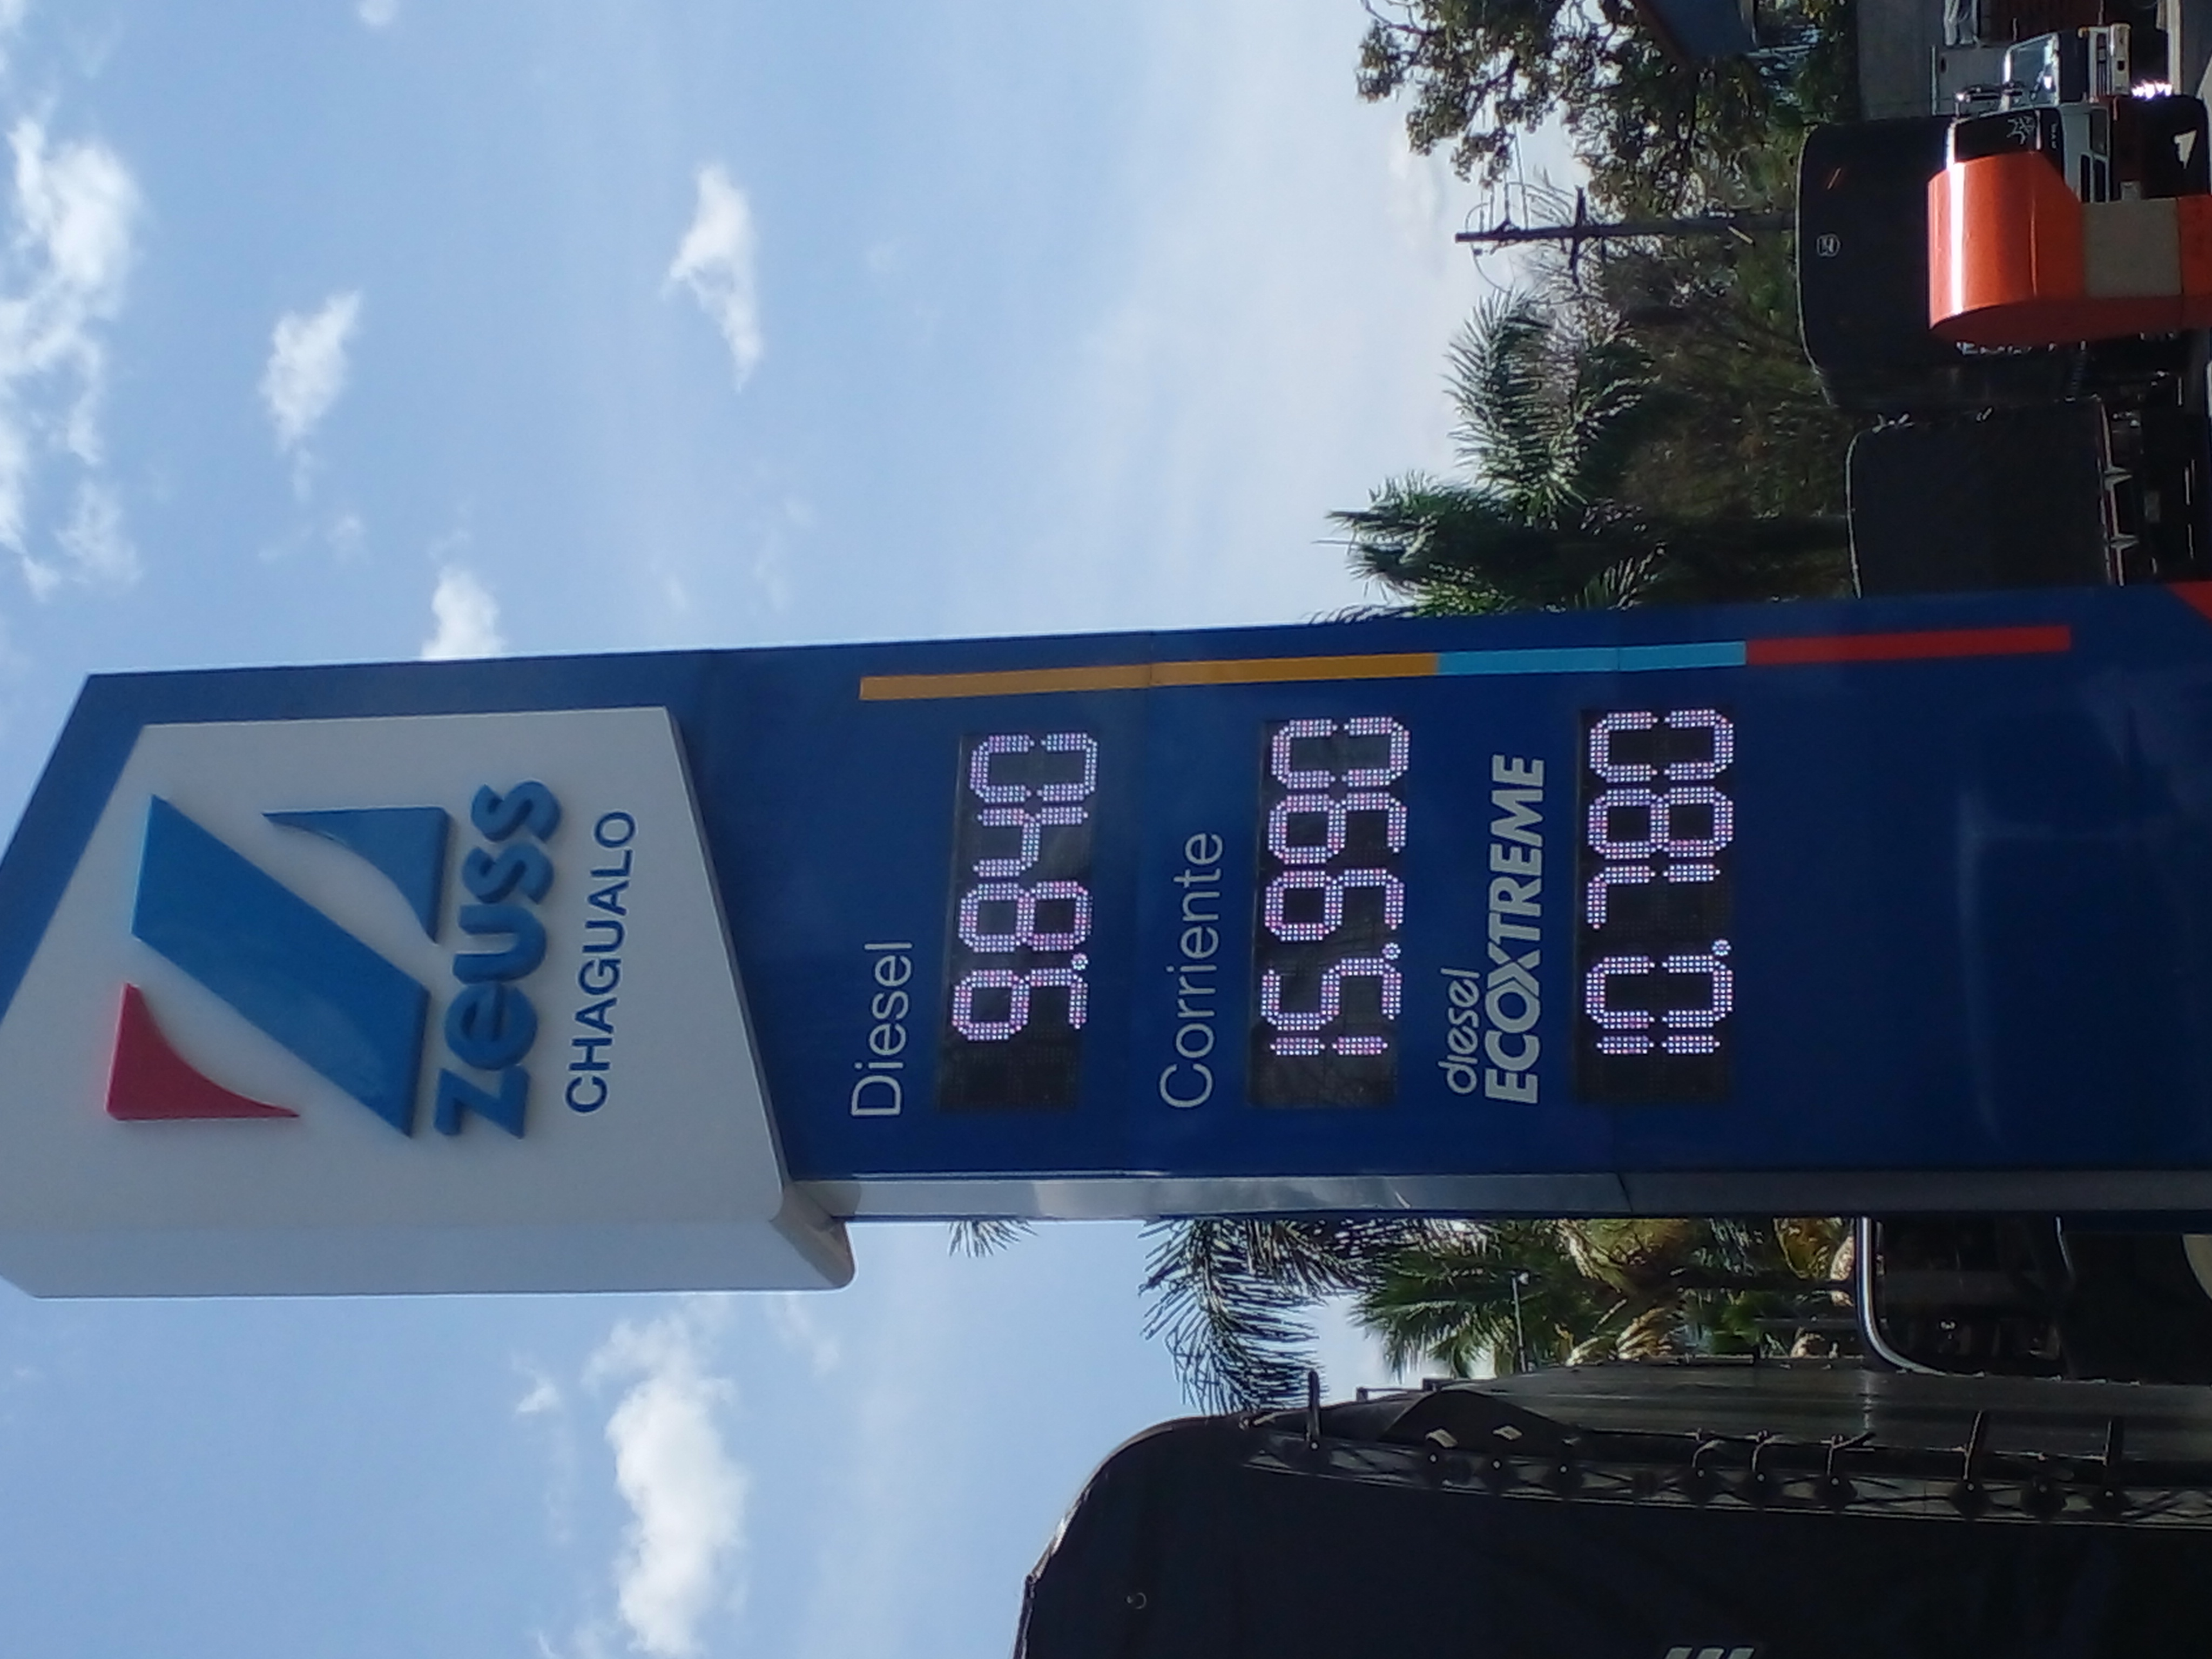 zeuss
CHAGUALO
Diesel
9.840
Corriente
15.990
diesel
ECOXTREME
10.780